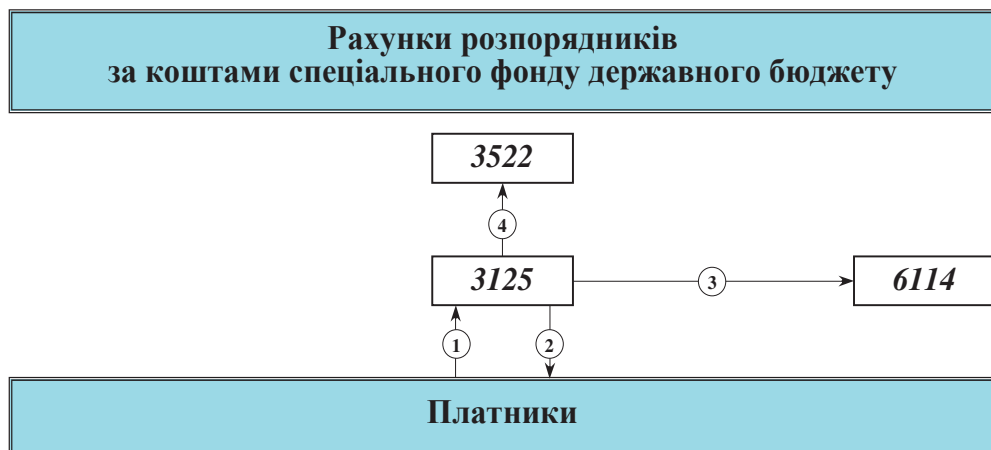 Рахунки розпорядників
за коштами спеціального фонду державного бюджету
3522
4
3125
3
6114
1
2
Платники